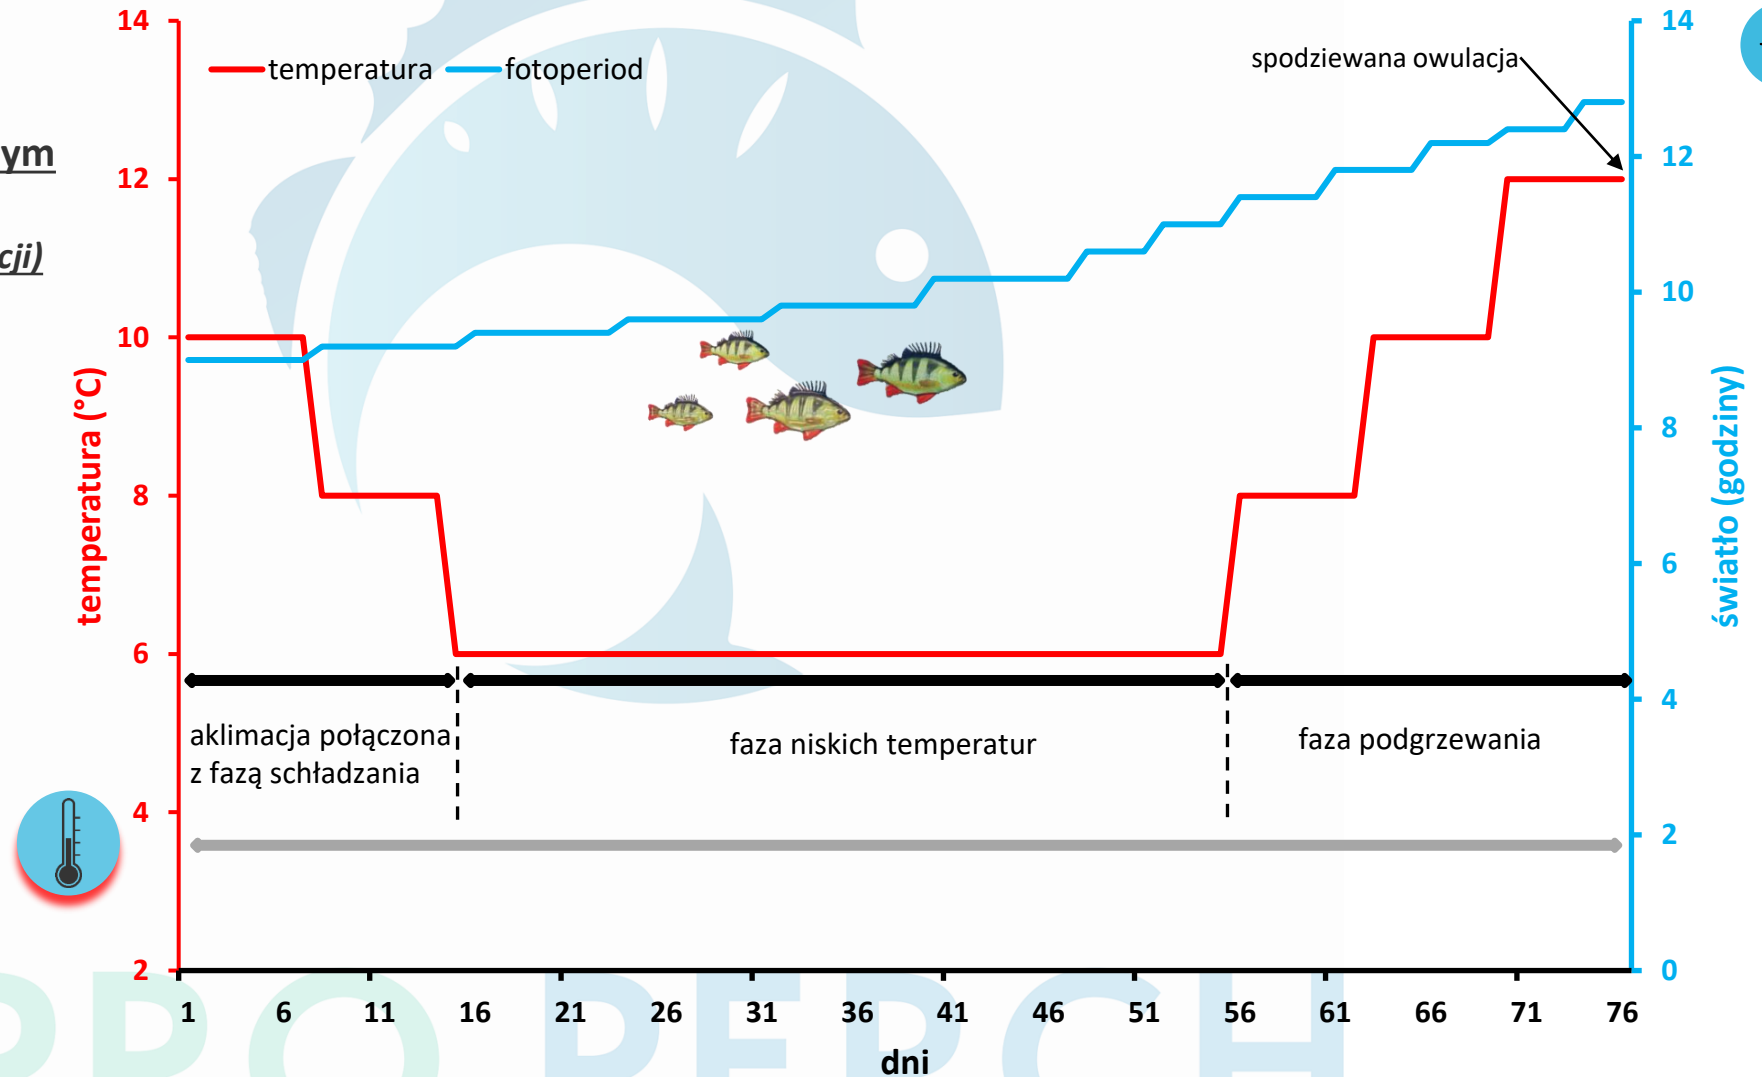 14
12
10
8
6
4
2
temperatura (°C)
temperatura
fotoperiod
ym
cji)
spodziewana owulacja
14
12
10
8
6
4
2
0
światło (godziny)
aklimacja połączona
z fazą schładzania
faza niskich temperatur
faza podgrzewania
1 6 11 16 21 26 31 36 41 46 51 56 61 66 71 76
dni
PRO PERCH